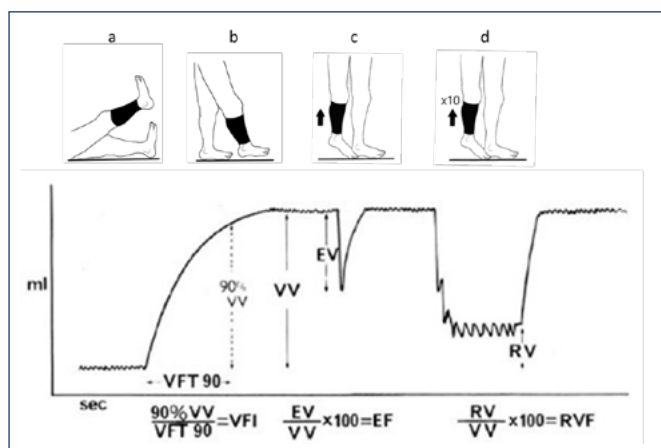 a b c d
x10
ml
90%
VV
VV
EV
RV
VFT 90
sec
90% VV
VFT 90
=VFI
EV
VV
x100=EF
RV
VV
x100=RVF